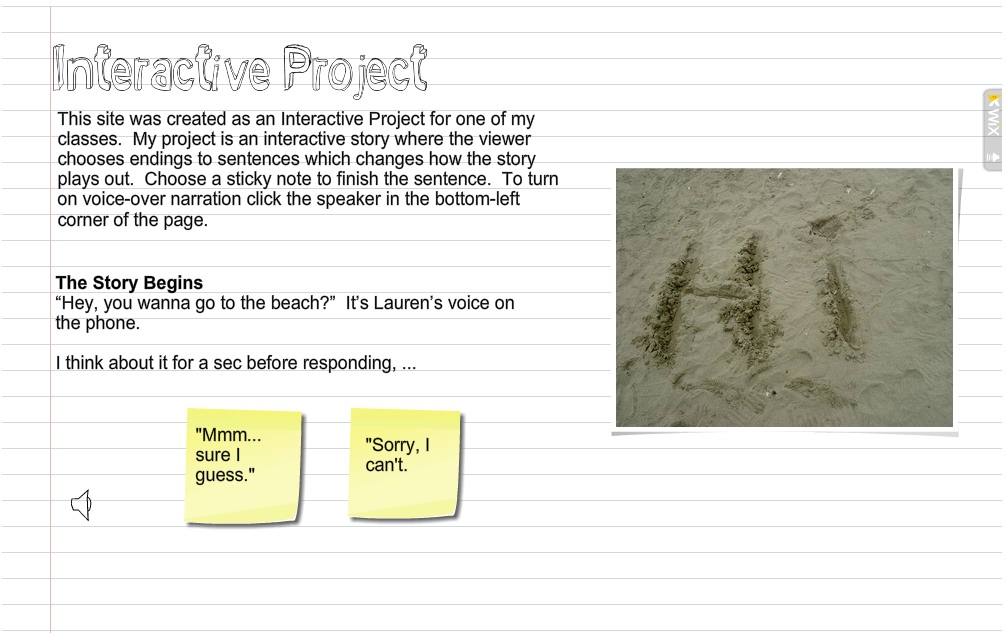 Interactive Project
This site was created as an Interactive Project for one of my
classes.  My project is an interactive story where the viewer
chooses endings to sentences which changes how the story
plays out.  Choose a sticky note to finish the sentence.  To turn
on voice-over narration click the speaker in the bottom-left
corner of the page.
The Story Begins
“Hey, you wanna go to the beach?”  It’s Lauren’s voice on
the phone.
I think about it for a sec before responding, ...
"Mmm...
sure I
guess."
"Sorry, I
can't.
HI
WIX